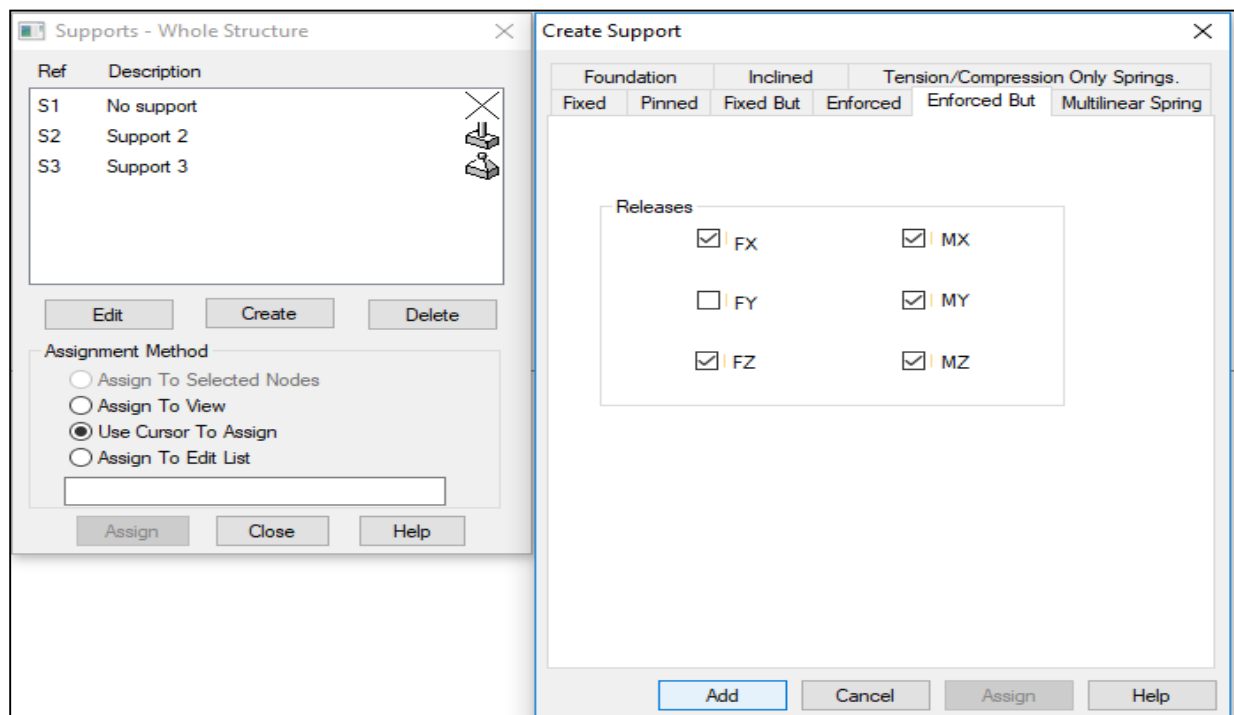 Supports - Whole Structure
Ref Description
S1 No support
S2 Support 2
S3 Support 3
Edit Create Delete
Assignment Method
Assign To Selected Nodes
Assign To View
Use Cursor To Assign
Assign To Edit List
Assign Close Help
Create Support
Foundation Inclined Tension/Compression Only Springs.
Fixed Pinned Fixed But Enforced Enforced But Multilinear Spring
Releases
FX MX
FY MY
FZ MZ
Add Cancel Assign Help